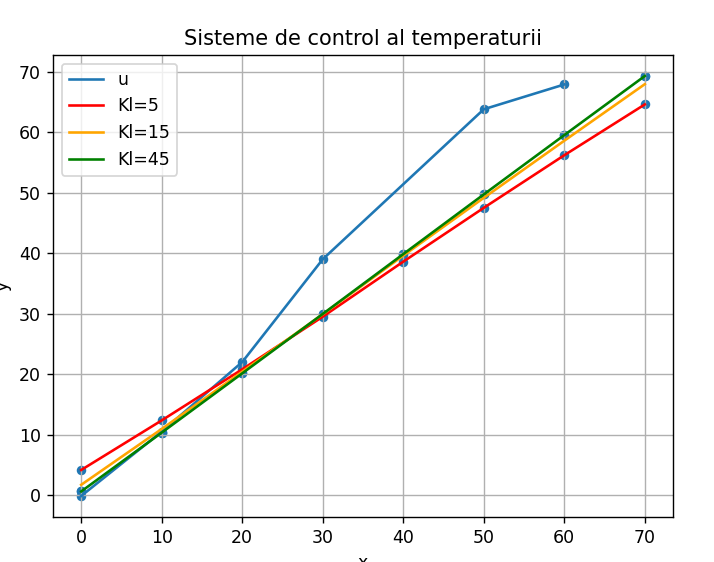 Sisteme de control al temperaturii
u
Kl=5
Kl=15
Kl=45
70
60
50
40
30
20
10
0
y
0 10 20 30 40 50 60 70
x